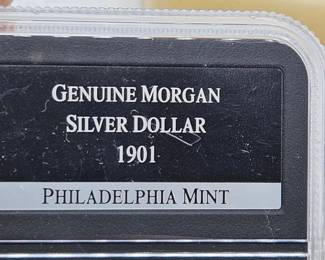 GENUINE MORGAN
SILVER DOLLAR
1901
PHILADELPHIA MINT